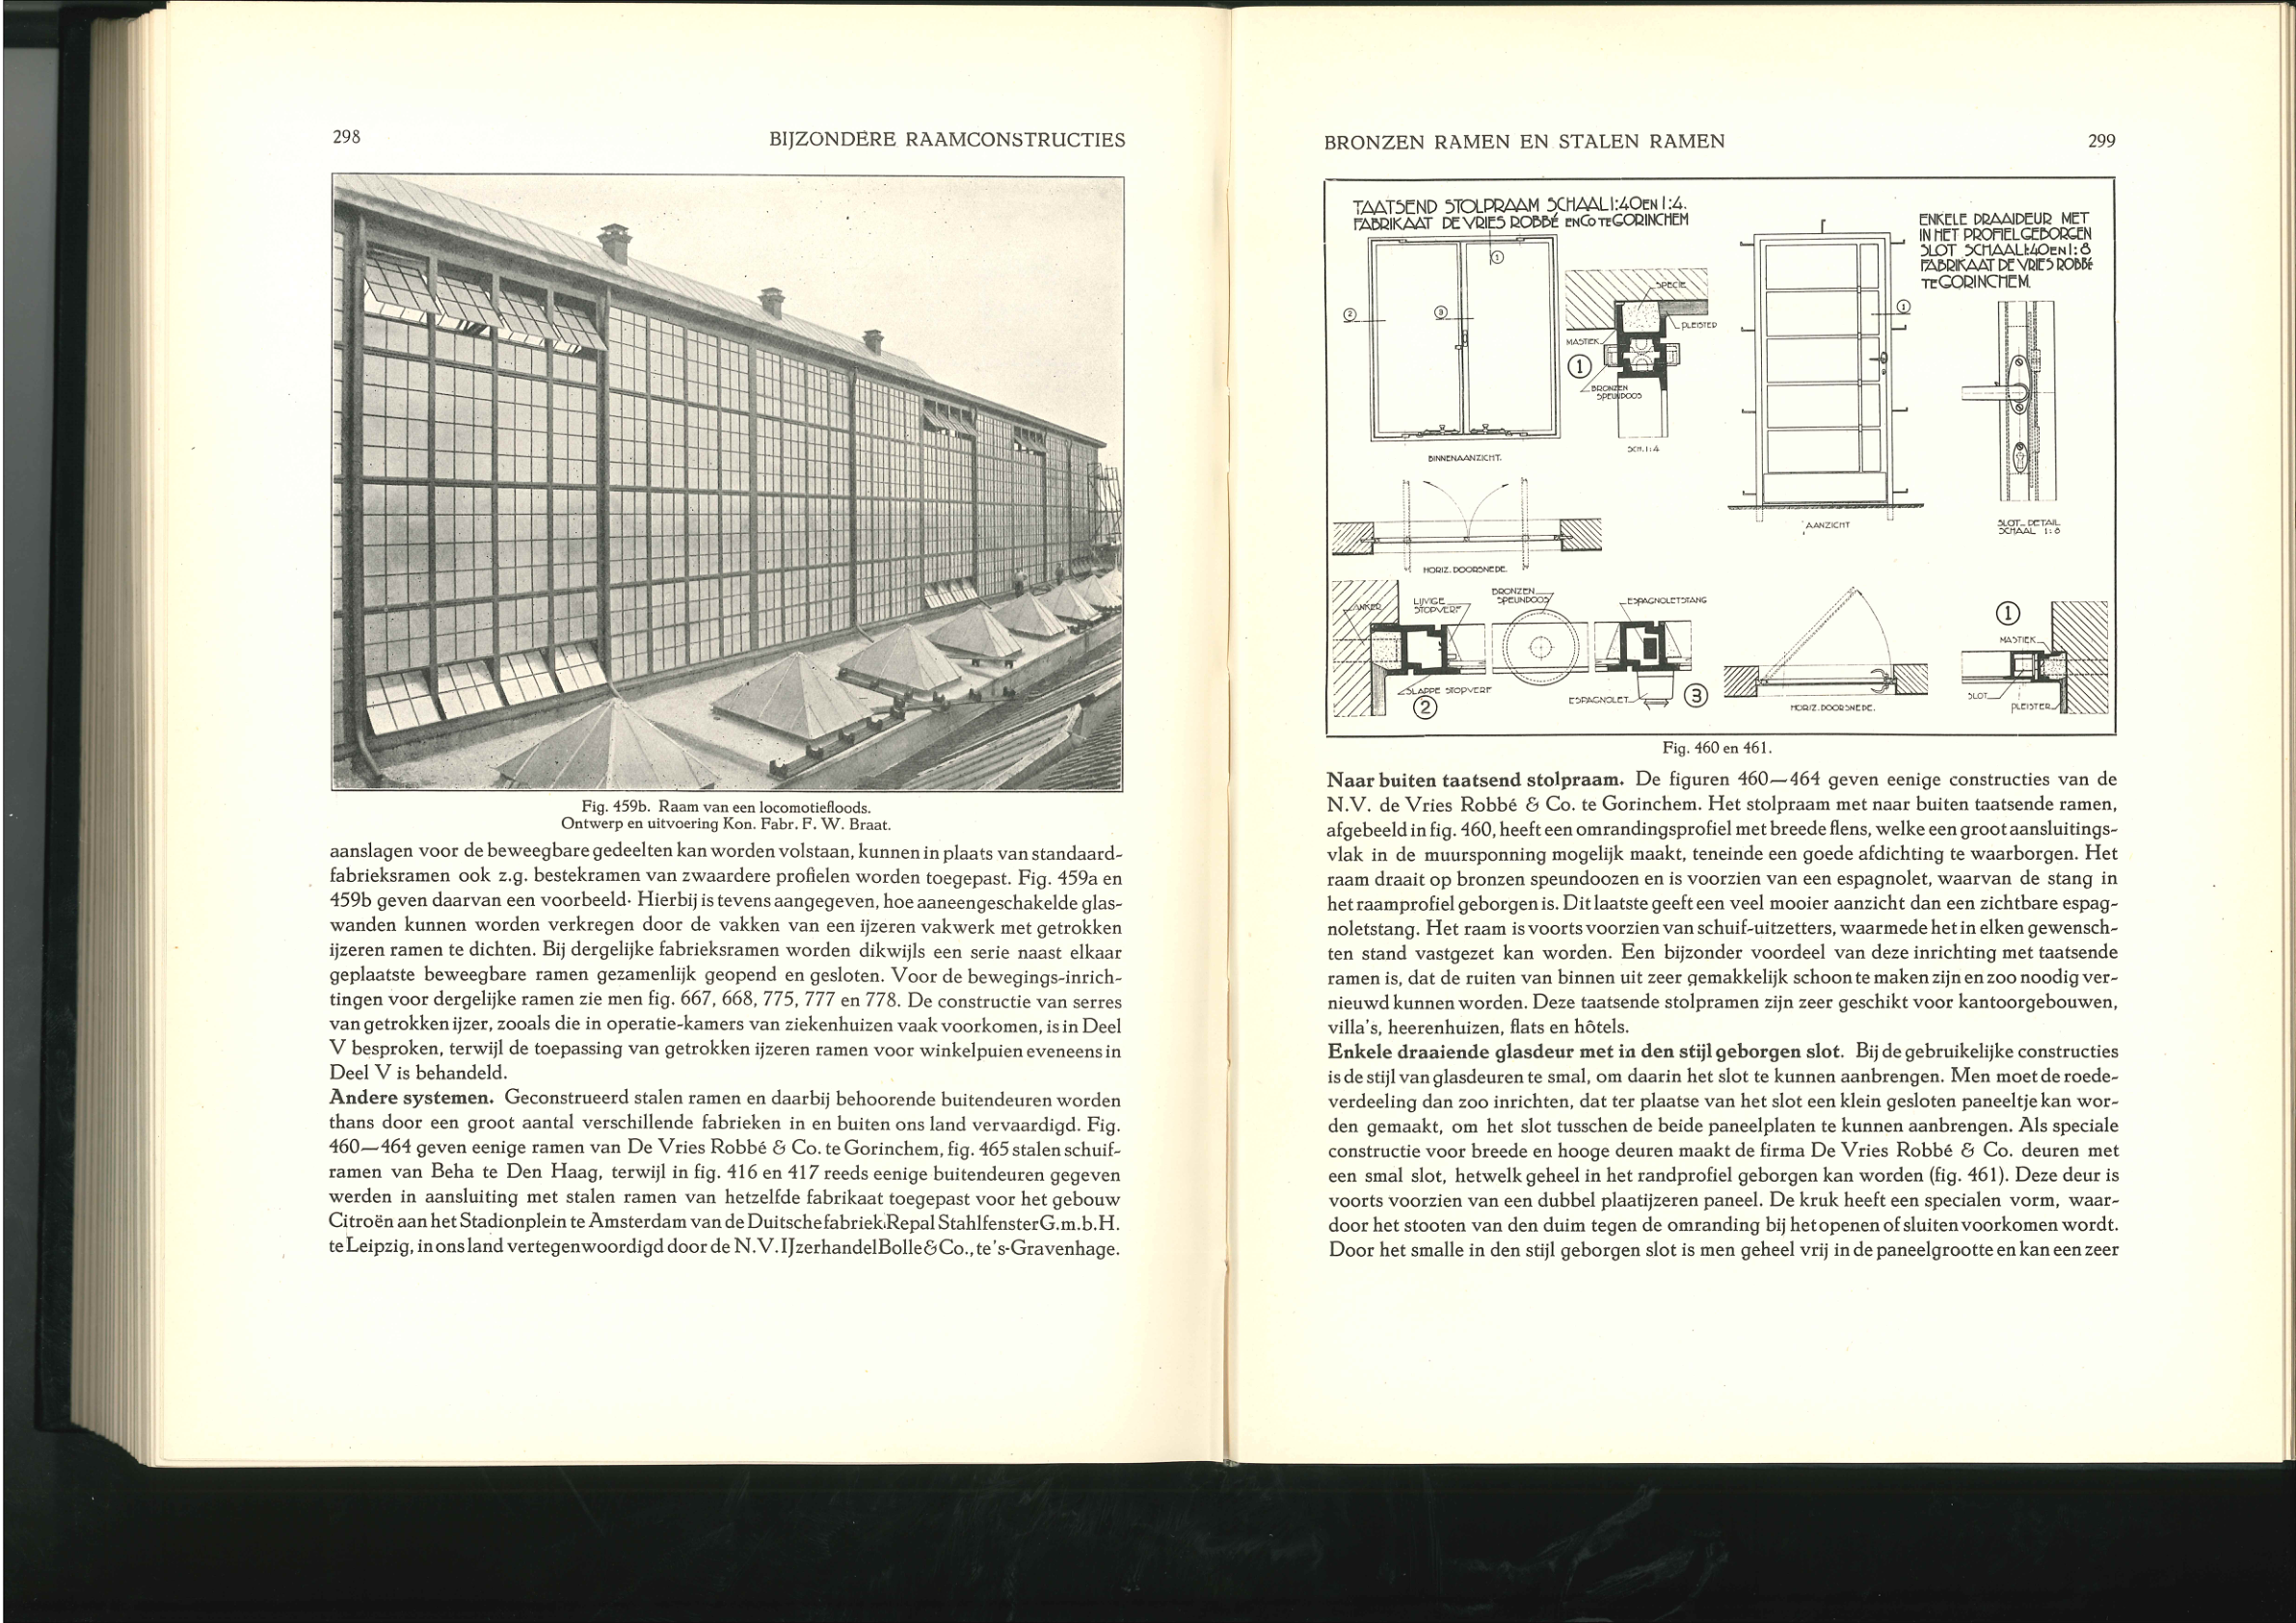 298
BIJZONDERE RAAMCONSTRUCTIES
Fig. 459b. Raam van een locomotiefloods.
Ontwerp en uitvoering Kon. Fabr. F. W. Braat.
aanslagen voor de beweegbare gedeelten kan worden volstaan, kunnen in plaats van standaard-
fabrieksramen ook z.g. bestekramen van zwaardere profielen worden toegepast. Fig. 459a en
459b geven daarvan een voorbeeld. Hierbij is tevens aangegeven, hoe aaneengeschakelde glas-
wanden kunnen worden verkregen door de vakken van een ijzeren vakwerk met getrokken
ijzeren ramen te dichten. Bij dergelijke fabrieksramen worden dikwijls een serie naast elkaar
geplaatste beweegbare ramen gezamenlijk geopend en gesloten. Voor de bewegings-inrich-
tingen voor dergelijke ramen zie men fig. 667, 668, 775, 777 en 778. De constructie van serres
van getrokken ijzer, zooals die in operatie-kamers van ziekenhuizen vaak voorkomen, is in Deel
V besproken, terwijl de toepassing van getrokken ijzeren ramen voor winkelpuien eveneens in
Deel V is behandeld.
Andere systemen. Geconstrueerd stalen ramen en daarbij behoorende buitendeuren worden
thans door een groot aantal verschillende fabrieken in en buiten ons land vervaardigd. Fig.
460—464 geven eenige ramen van De Vries Robbé & Co. te Gorinchem, fig. 465 stalen schuif-
ramen van Beha te Den Haag, terwijl in fig. 416 en 417 reeds eenige buitendeuren gegeven
werden in aansluiting met stalen ramen van hetzelfde fabrikaat toegepast voor het gebouw
Citroën aan het Stadionplein te Amsterdam van de Duitsche fabriek Repal Stahlfenster G.m.b.H.
te Leipzig, in ons land vertegenwoordigd door de N.V. IJzerhandel Bolle & Co., te 's-Gravenhage.
BRONZEN RAMEN EN STALEN RAMEN
299
TAATSEND STOLPRAAM SCHAAL 1:40 EN 1:4.
FABRIKAAT DE VRIES ROBBÉ EN CO TE GORINCHEM
1
2
3
BINNENAANZICHT.
SPECIE
PLEISTER
MASTIEK
1
BRONZEN
SPEUNDOOS
SCH. 1:4
HORIZ. DOORSNEDE.
ENKELE DRAAIDEUR MET
IN HET PROFIEL GEBORGEN
SLOT SCHAAL 1:40 EN 1:8
FABRIKAAT DE VRIES ROBBÉ
TE GORINCHEM.
1
AANZICHT
SLOT-DETAIL
SCHAAL 1:8
ANKER
LIJVIGE
STOPVERF
BRONZEN
SPEUNDOOS
ESPAGNOLETSTANG
SLAPPE STOPVERF
2
ESPAGNOLET
3
HORIZ. DOORSNEDE.
1
MASTIEK
SLOT
PLEISTER
Fig. 460 en 461.
Naar buiten taatsend stolpraam. De figuren 460—464 geven eenige constructies van de
N.V. de Vries Robbé & Co. te Gorinchem. Het stolpraam met naar buiten taatsende ramen,
afgebeeld in fig. 460, heeft een omrandingsprofiel met breede flens, welke een groot aansluitings-
vlak in de muursponning mogelijk maakt, teneinde een goede afdichting te waarborgen. Het
raam draait op bronzen speundoozen en is voorzien van een espagnolet, waarvan de stang in
het raamprofiel geborgen is. Dit laatste geeft een veel mooier aanzicht dan een zichtbare espag-
noletstang. Het raam is voorts voorzien van schuif-uitzetters, waarmede het in elken gewensch-
ten stand vastgezet kan worden. Een bijzonder voordeel van deze inrichting met taatsende
ramen is, dat de ruiten van binnen uit zeer gemakkelijk schoon te maken zijn en zoo noodig ver-
nieuwd kunnen worden. Deze taatsende stolpramen zijn zeer geschikt voor kantoorgebouwen,
villa's, heerenhuizen, flats en hôtels.
Enkele draaiende glasdeur met in den stijl geborgen slot. Bij de gebruikelijke constructies
is de stijl van glasdeuren te smal, om daarin het slot te kunnen aanbrengen. Men moet de roede-
verdeeling dan zoo inrichten, dat ter plaatse van het slot een klein gesloten paneeltje kan wor-
den gemaakt, om het slot tusschen de beide paneelplaten te kunnen aanbrengen. Als speciale
constructie voor breede en hooge deuren maakt de firma De Vries Robbé & Co. deuren met
een smal slot, hetwelk geheel in het randprofiel geborgen kan worden (fig. 461). Deze deur is
voorts voorzien van een dubbel plaatijzeren paneel. De kruk heeft een specialen vorm, waar-
door het stooten van den duim tegen de omranding bij het openen of sluiten voorkomen wordt.
Door het smalle in den stijl geborgen slot is men geheel vrij in de paneelgrootte en kan een zeer